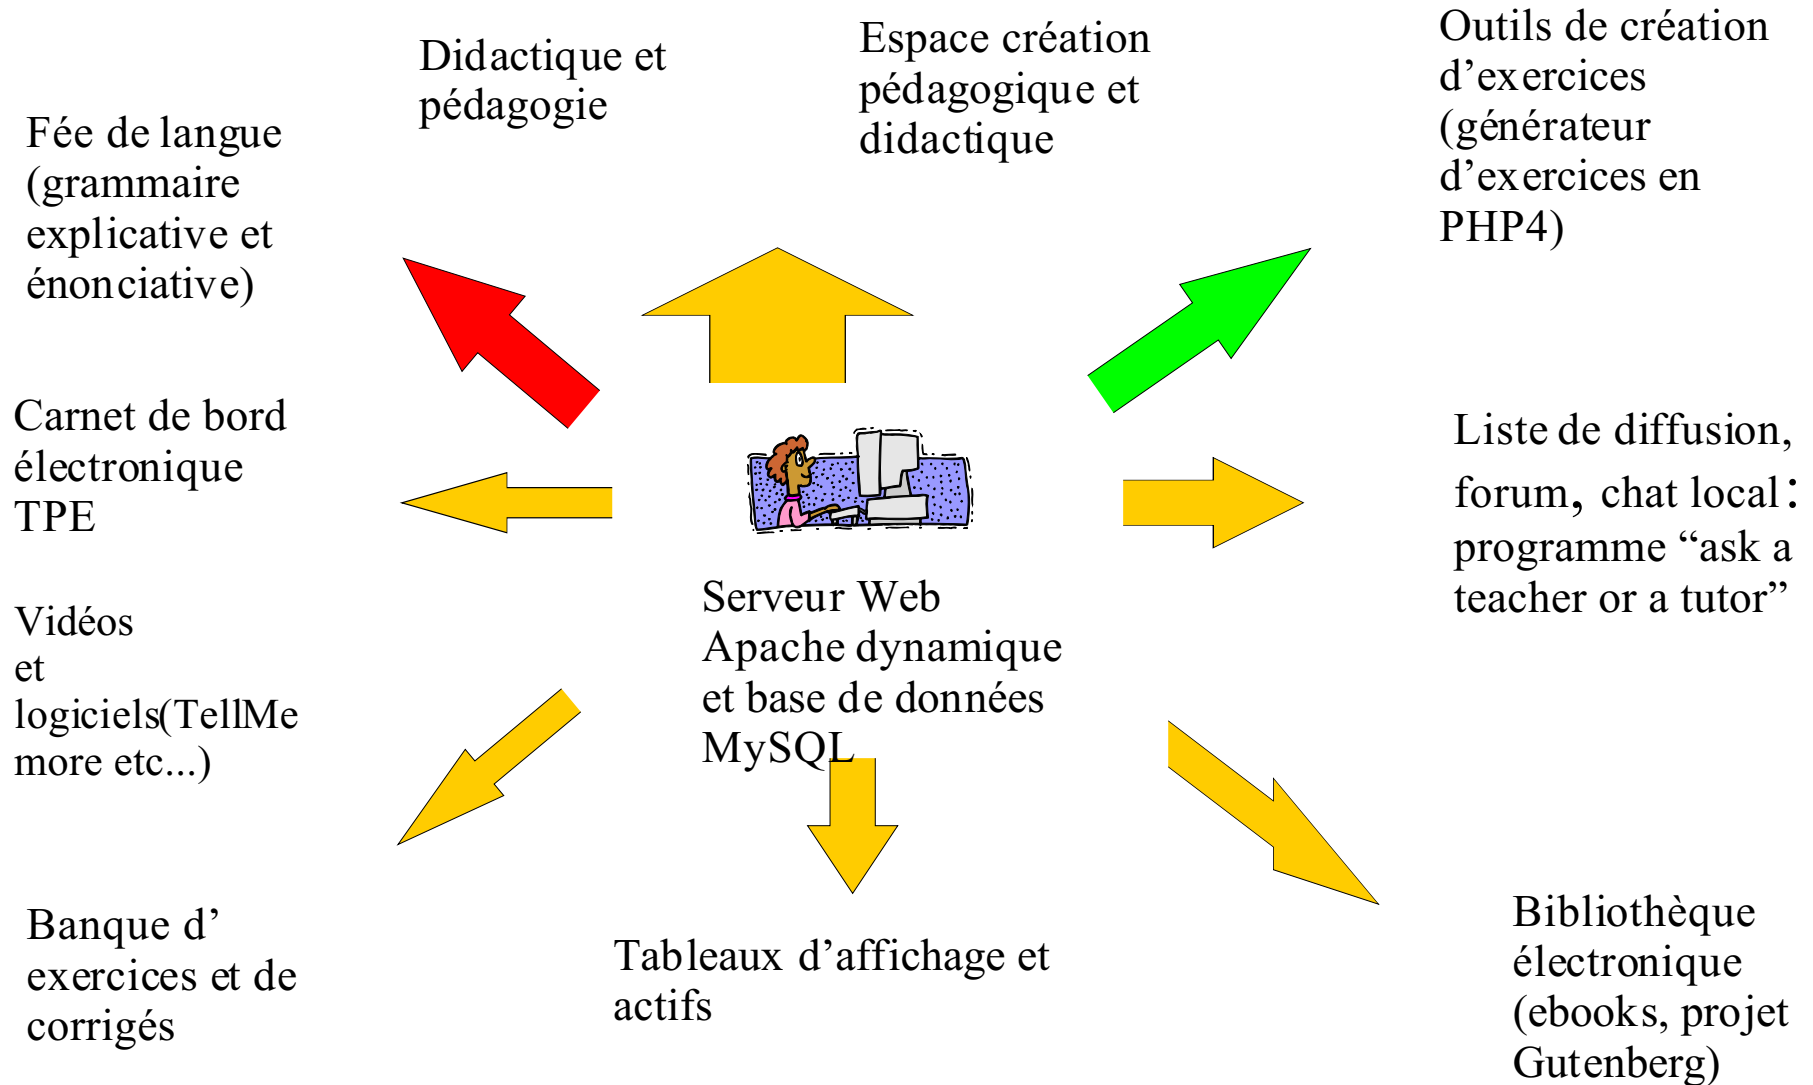 Didactique et
pédagogie
Espace création
pédagogique et
didactique
Outils de création
d’exercices
(générateur
d’exercices en
PHP4)
Fée de langue
(grammaire
explicative et
énonciative)
Carnet de bord
électronique
TPE
Liste de diffusion,
forum, chat local:
programme “ask a
teacher or a tutor”
Vidéos
et
logiciels(TellMe
more etc...)
Serveur Web
Apache dynamique
et base de données
MySQL
Banque d’
exercices et de
corrigés
Tableaux d’affichage et
actifs
Bibliothèque
électronique
(ebooks, projet
Gutenberg)